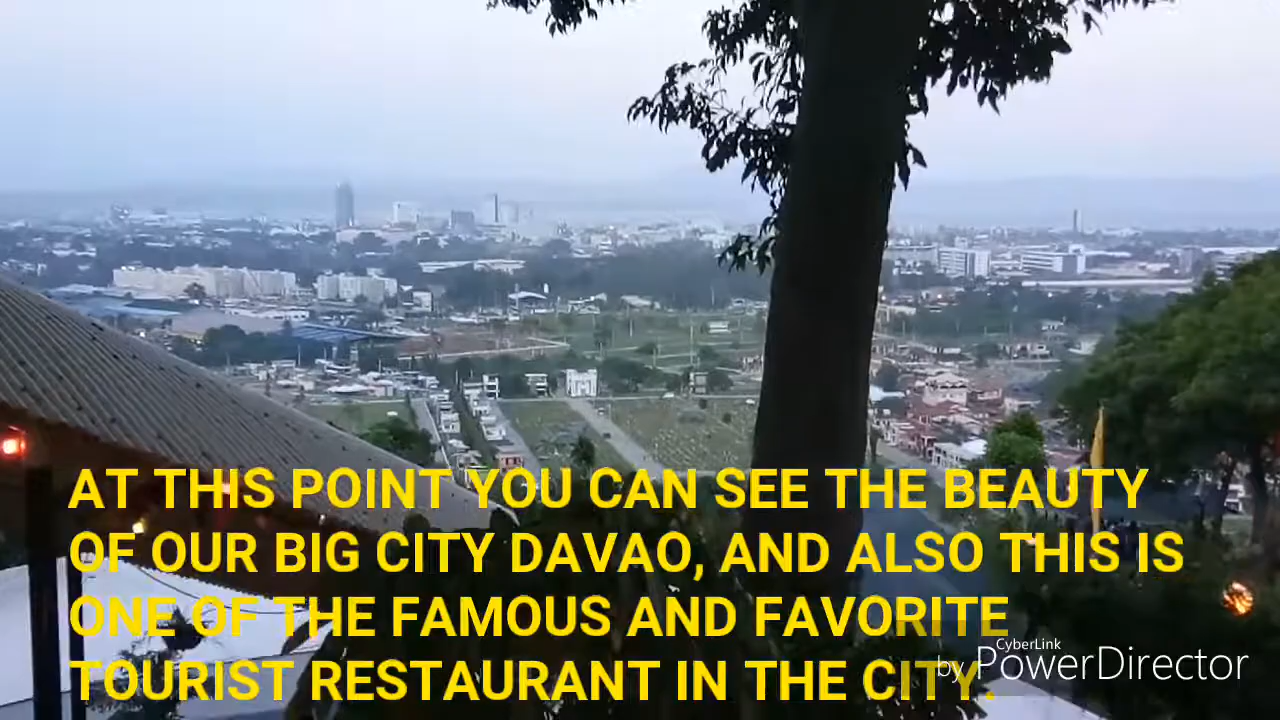 AT THIS POINT YOU CAN SEE THE BEAUTY
OF OUR BIG CITY DAVAO, AND ALSO THIS IS
ONE OF THE FAMOUS AND FAVORITE
TOURIST RESTAURANT IN THE CITY.
CyberLink
by PowerDirector